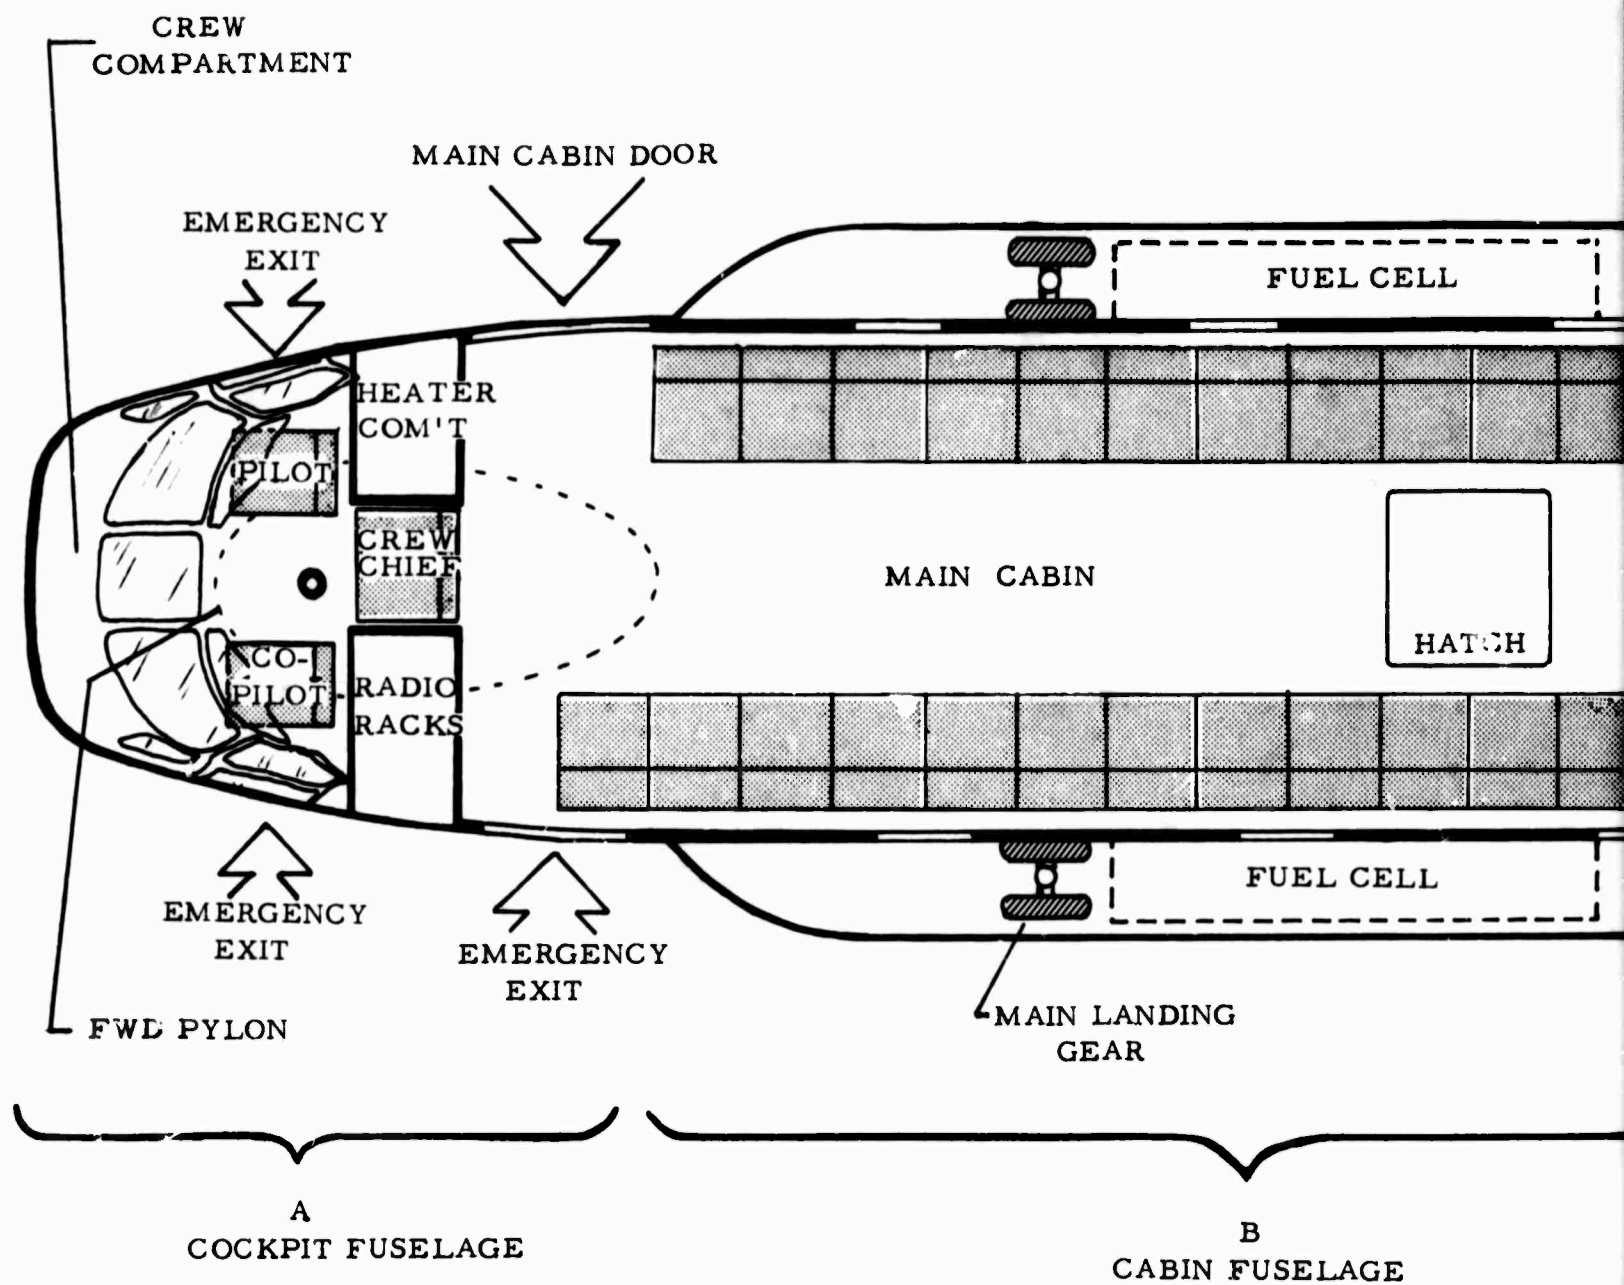 CREW
COMPARTMENT
MAIN CABIN DOOR
EMERGENCY
EXIT
FUEL CELL
HEATER
COM'T
PILOT
CREW
CHIEF
MAIN CABIN
HATCH
CO-
PILOT
RADIO
RACKS
FUEL CELL
EMERGENCY
EXIT
EMERGENCY
EXIT
FWD PYLON
MAIN LANDING
GEAR
A
COCKPIT FUSELAGE
B
CABIN FUSELAGE